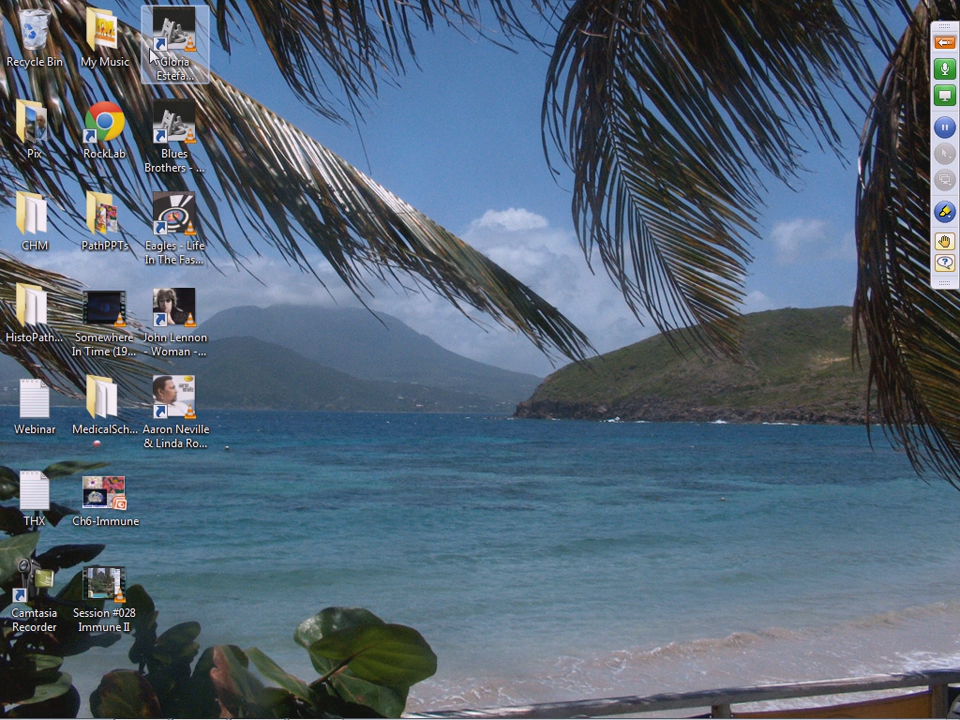 Recycle Bin
My Music
Gloria
Estefa...
Pix
RockLab
Blues
Brothers - ...
CHM
PathPPTs
Eagles - Life
In The Fas...
HistoPath...
Somewhere
In Time (19...
John Lennon
- Woman -...
Webinar
MedicalSch...
Aaron Neville
& Linda Ro...
THX
Ch6-Immune
Camtasia
Recorder
Session #028
Immune II